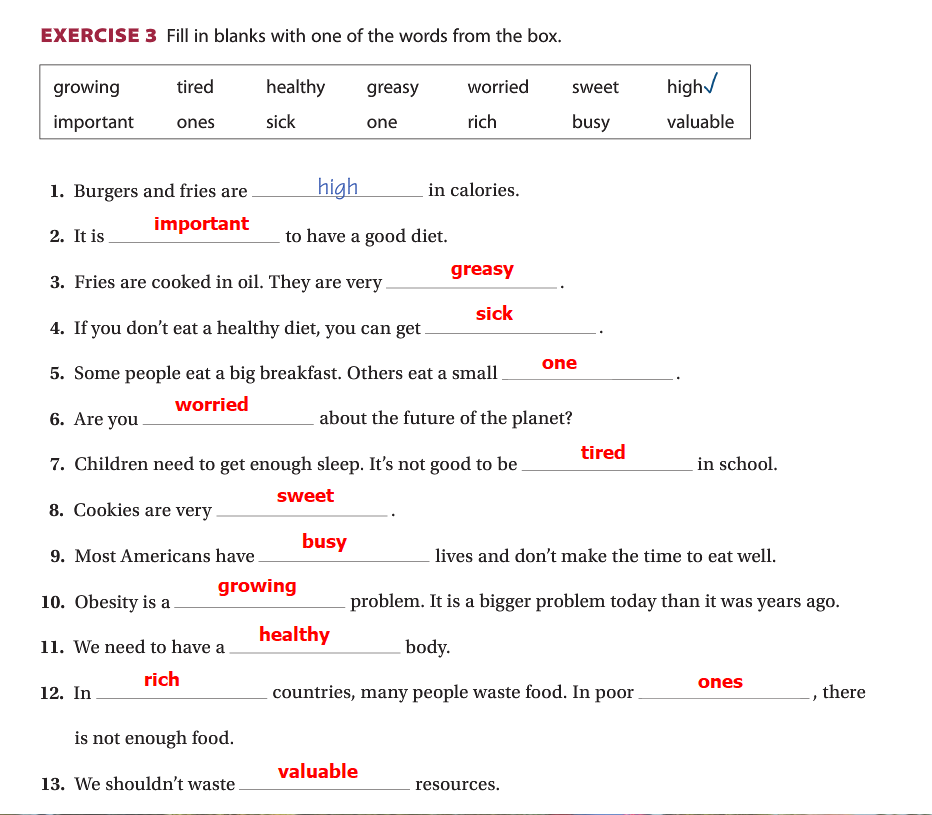 EXERCISE 3 Fill in blanks with one of the words from the box.
growing tired healthy greasy worried sweet high✓
important ones sick one rich busy valuable
1. Burgers and fries are high in calories.
2. It is important to have a good diet.
3. Fries are cooked in oil. They are very greasy.
4. If you don't eat a healthy diet, you can get sick.
5. Some people eat a big breakfast. Others eat a small one.
6. Are you worried about the future of the planet?
7. Children need to get enough sleep. It's not good to be tired in school.
8. Cookies are very sweet.
9. Most Americans have busy lives and don't make the time to eat well.
10. Obesity is a growing problem. It is a bigger problem today than it was years ago.
11. We need to have a healthy body.
12. In rich countries, many people waste food. In poor ones, there
is not enough food.
13. We shouldn't waste valuable resources.